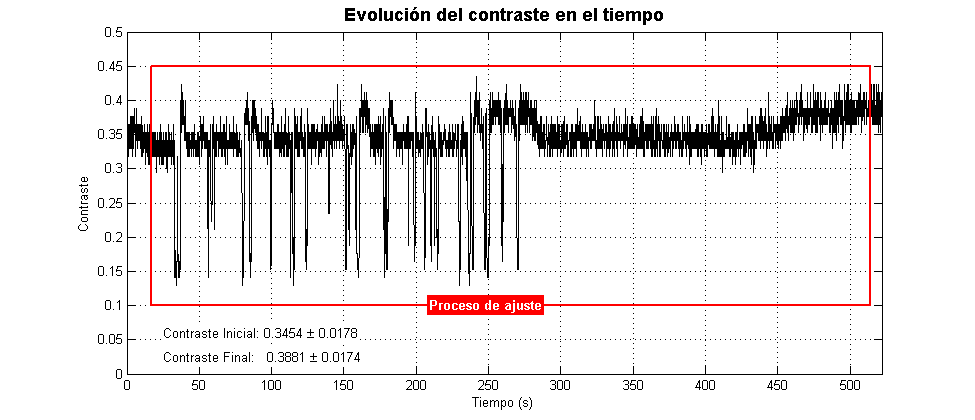 Evolución del contraste en el tiempo
0.5
0.45
0.4
0.35
0.3
0.25
0.2
0.15
0.1
0.05
0
Contraste
Proceso de ajuste
Contraste Inicial: 0.3454 ± 0.0178
Contraste Final: 0.3881 ± 0.0174
0 50 100 150 200 250 300 350 400 450 500
Tiempo (s)